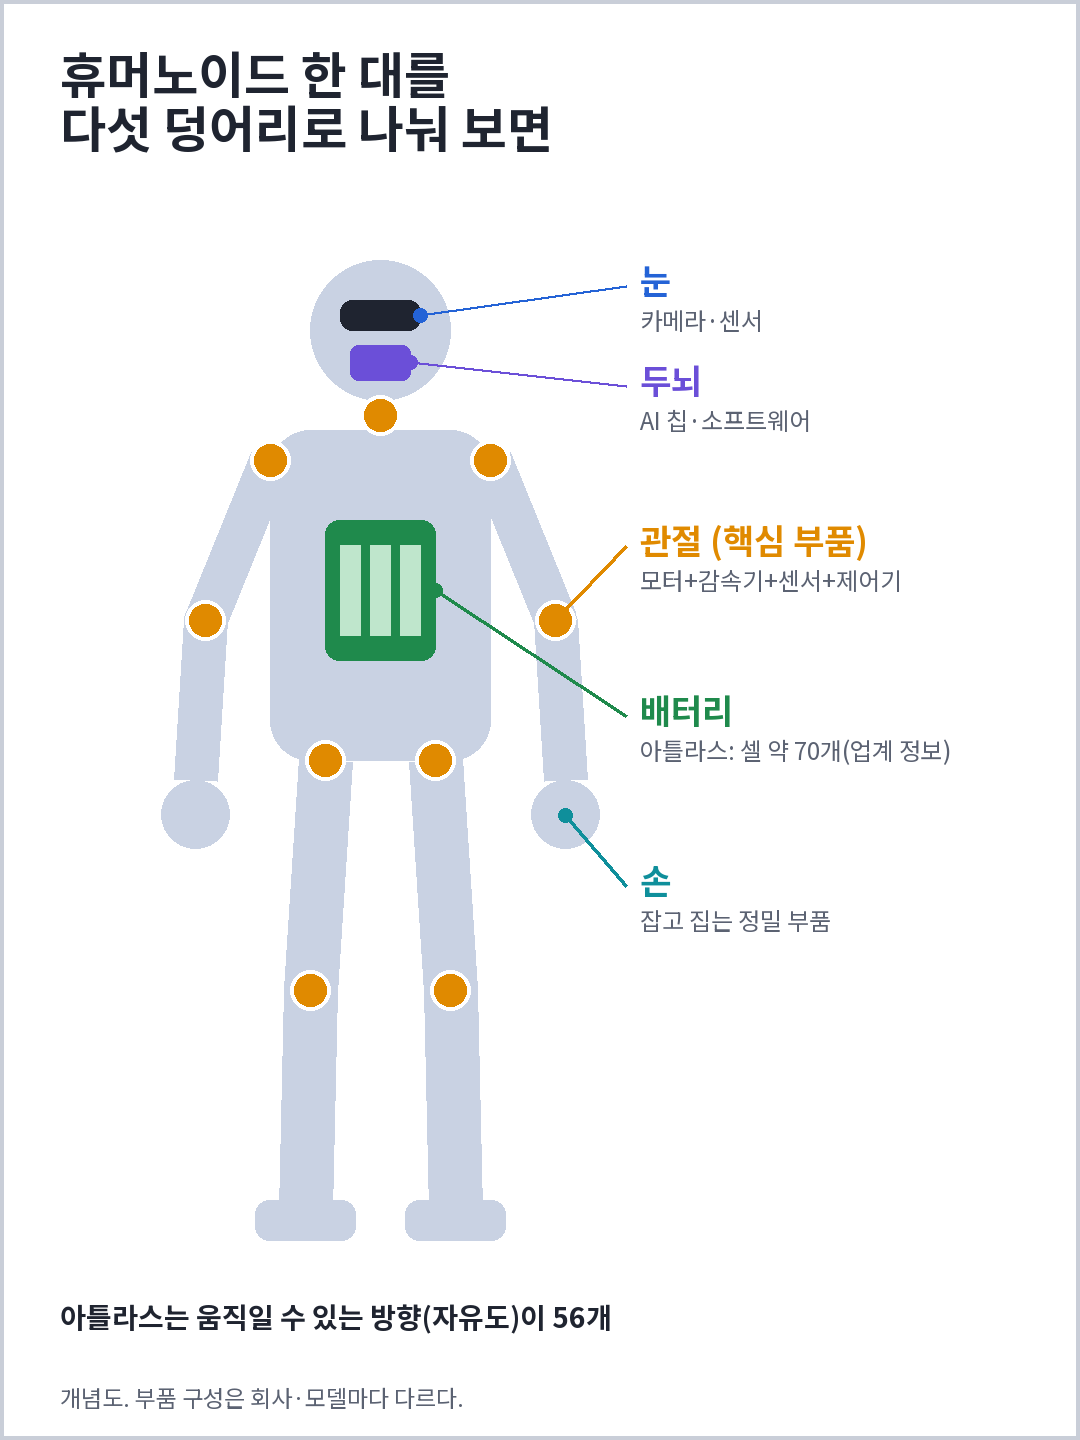 휴머노이드 한 대를
다섯 덩어리로 나눠 보면
눈
카메라·센서
두뇌
AI 칩·소프트웨어
관절 (핵심 부품)
모터+감속기+센서+제어기
배터리
아틀라스: 셀 약 70개(업계 정보)
손
잡고 집는 정밀 부품
아틀라스는 움직일 수 있는 방향(자유도)이 56개
개념도. 부품 구성은 회사·모델마다 다르다.